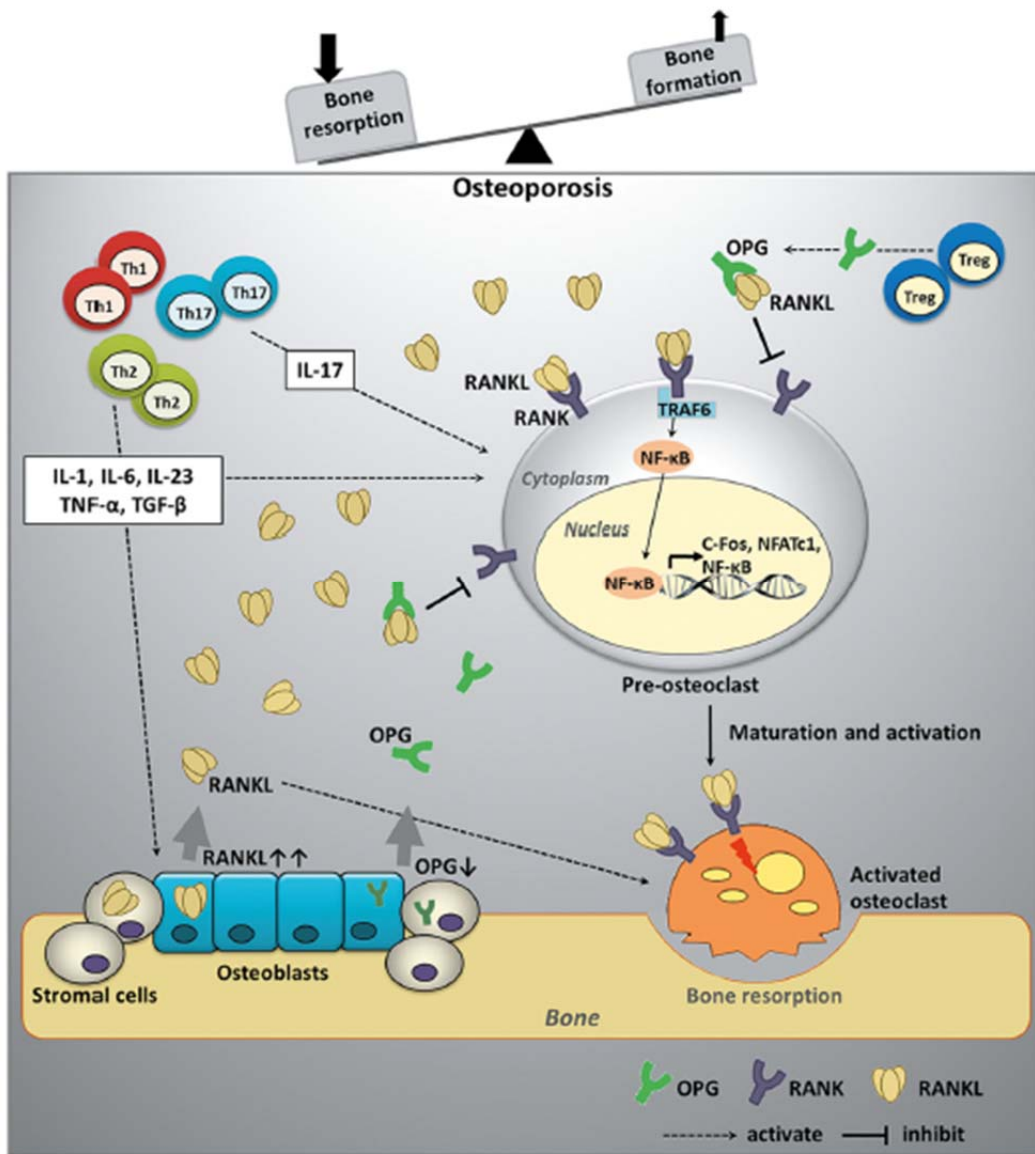 Bone
resorption
Bone
formation
Osteoporosis
Th1
Th1
Th17
Th17
Th2
Th2
IL-17
IL-1, IL-6, IL-23
TNF-α, TGF-β
OPG
RANKL
Treg
Treg
RANKL
RANK
TRAF6
NF-κB
Cytoplasm
Nucleus
C-Fos, NFATc1,
NF-κB
NF-κB
Pre-osteoclast
Maturation and activation
OPG
RANKL
RANKL↑↑
OPG↓
Activated
osteoclast
Osteoblasts
Stromal cells
Bone resorption
Bone
OPG
RANK
RANKL
activate
inhibit